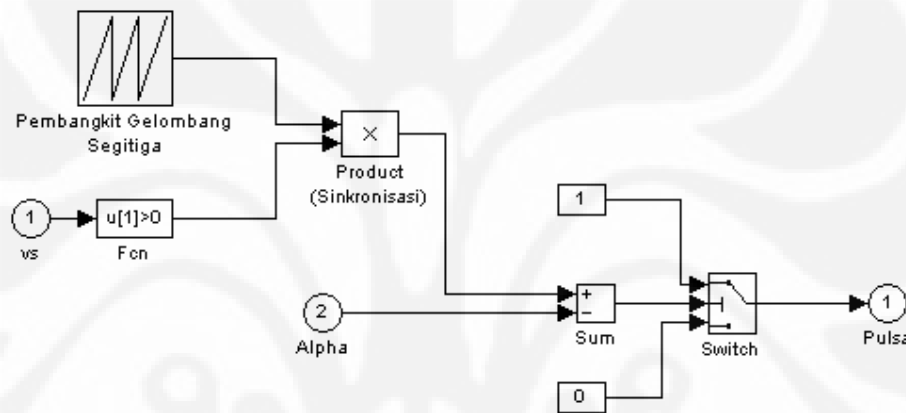 Pembangkit Gelombang
Segitiga
×
Product
(Sinkronisasi)
1
vs
u[1]>0
Fcn
2
Alpha
+
−
Sum
1
0
Switch
1
Pulsa